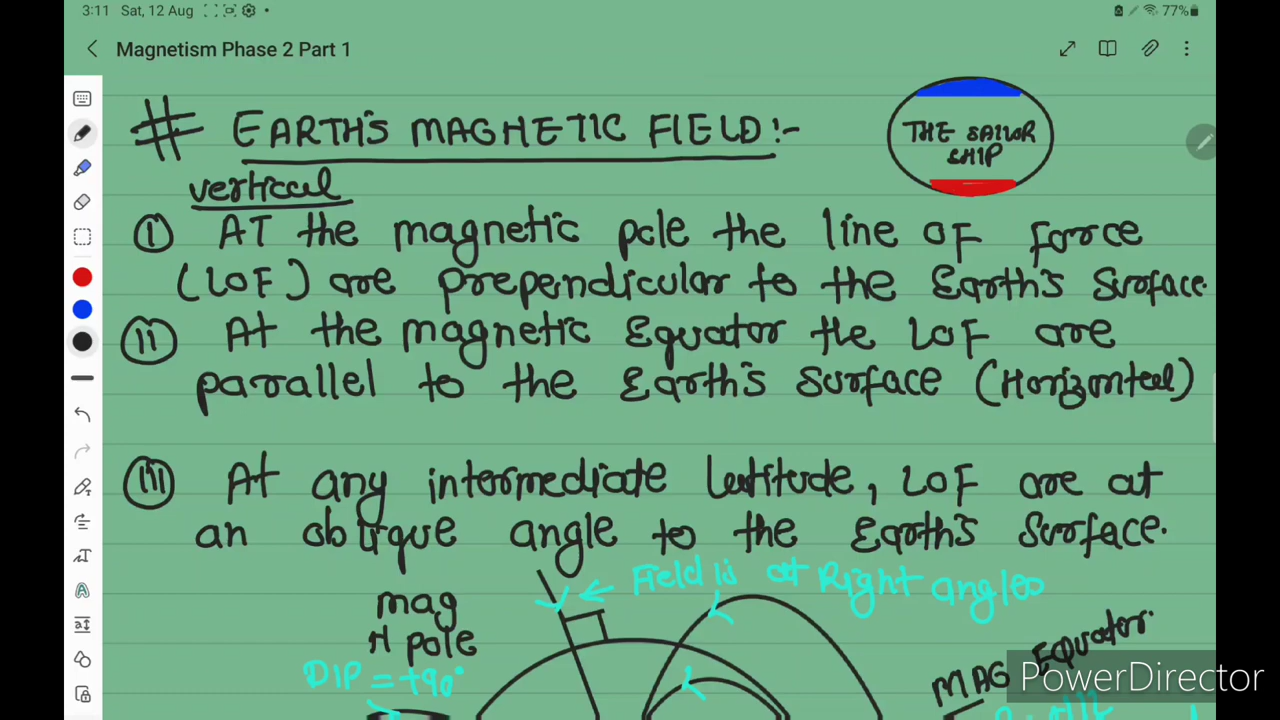 3:11 Sat, 12 Aug
77%
Magnetism Phase 2 Part 1
# EARTH'S MAGNETIC FIELD :-
THE SAILOR
SHIP
vertical
(i) AT the magnetic pole the line OF force
(LOF) are prependicular to the Earth's Surface.
(ii) At the magnetic Equator the LOF are
parallel to the Earth's Surface (Horizontal)
(iii) At any intermediate latitude, LOF are at
an oblique angle to the Earth's Surface.
Field is at Right angles
mag
N pole
DIP = +90°
MAG Equator
PowerDirector